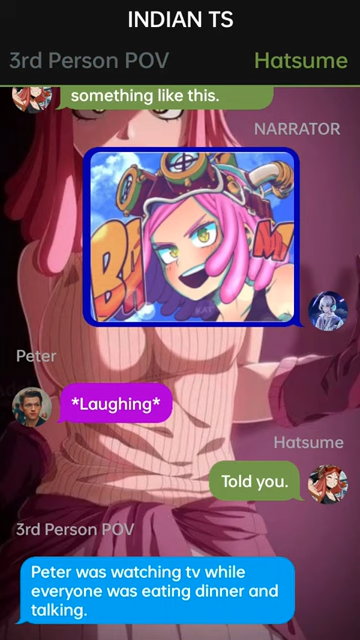 INDIAN TS
3rd Person POV
Hatsume
something like this.
NARRATOR
BA
M
Peter
*Laughing*
Hatsume
Told you.
3rd Person POV
Peter was watching tv while
everyone was eating dinner and
talking.